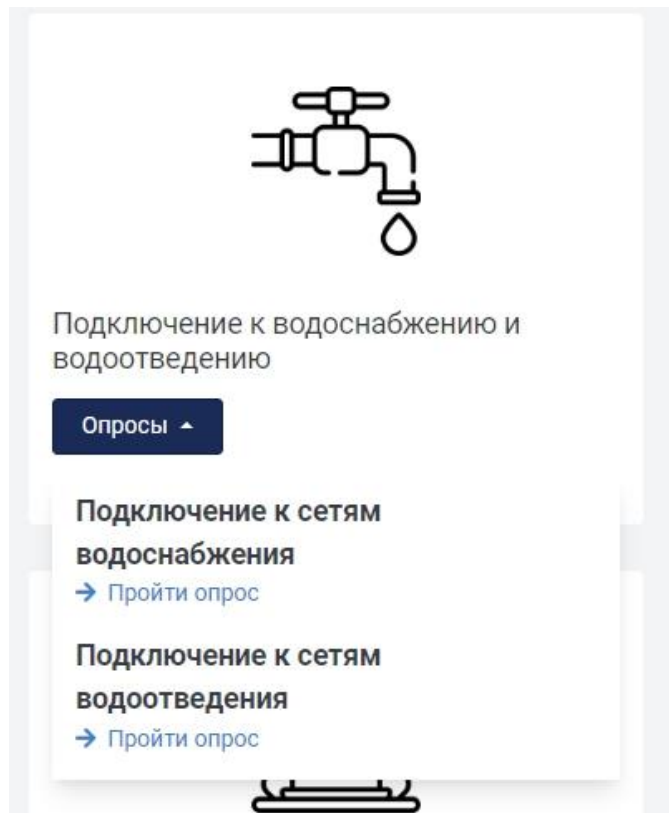 Подключение к водоснабжению и
водоотведению
Опросы
Подключение к сетям
водоснабжения
Пройти опрос
Подключение к сетям
водоотведения
Пройти опрос